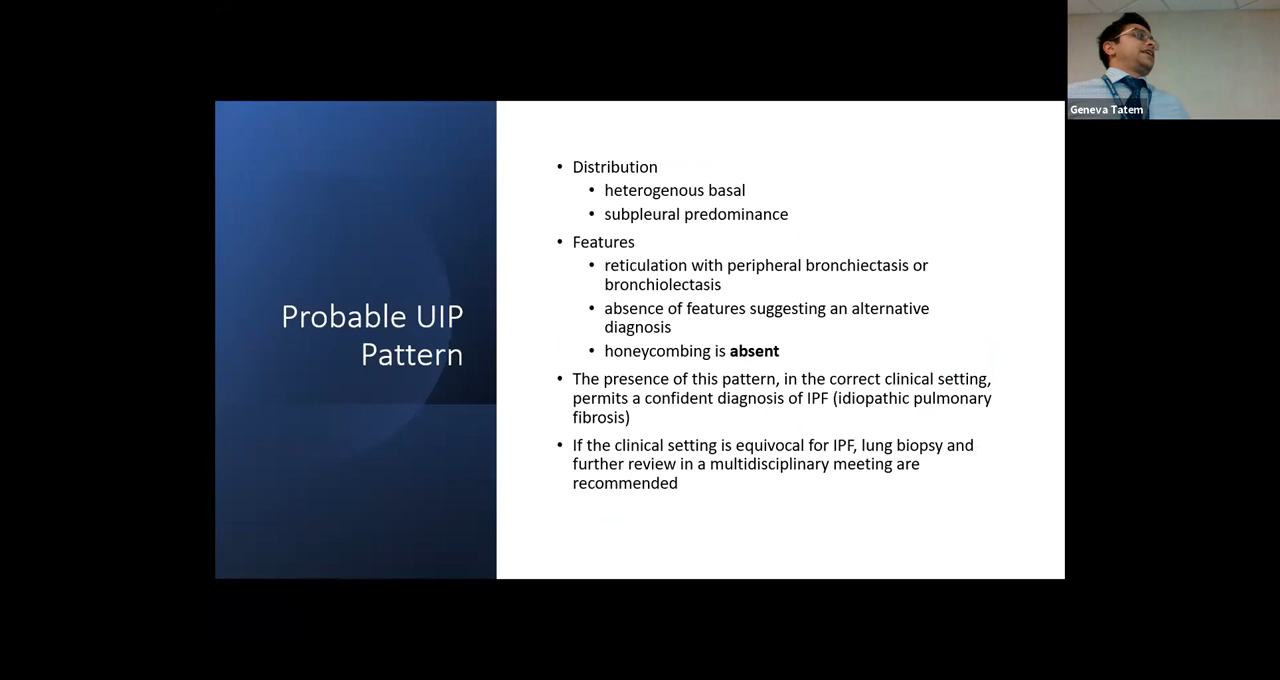 Geneva Tatem
Probable UIP
Pattern
• Distribution
• heterogenous basal
• subpleural predominance
• Features
• reticulation with peripheral bronchiectasis or
bronchiolectasis
• absence of features suggesting an alternative
diagnosis
• honeycombing is absent
• The presence of this pattern, in the correct clinical setting,
permits a confident diagnosis of IPF (idiopathic pulmonary
fibrosis)
• If the clinical setting is equivocal for IPF, lung biopsy and
further review in a multidisciplinary meeting are
recommended